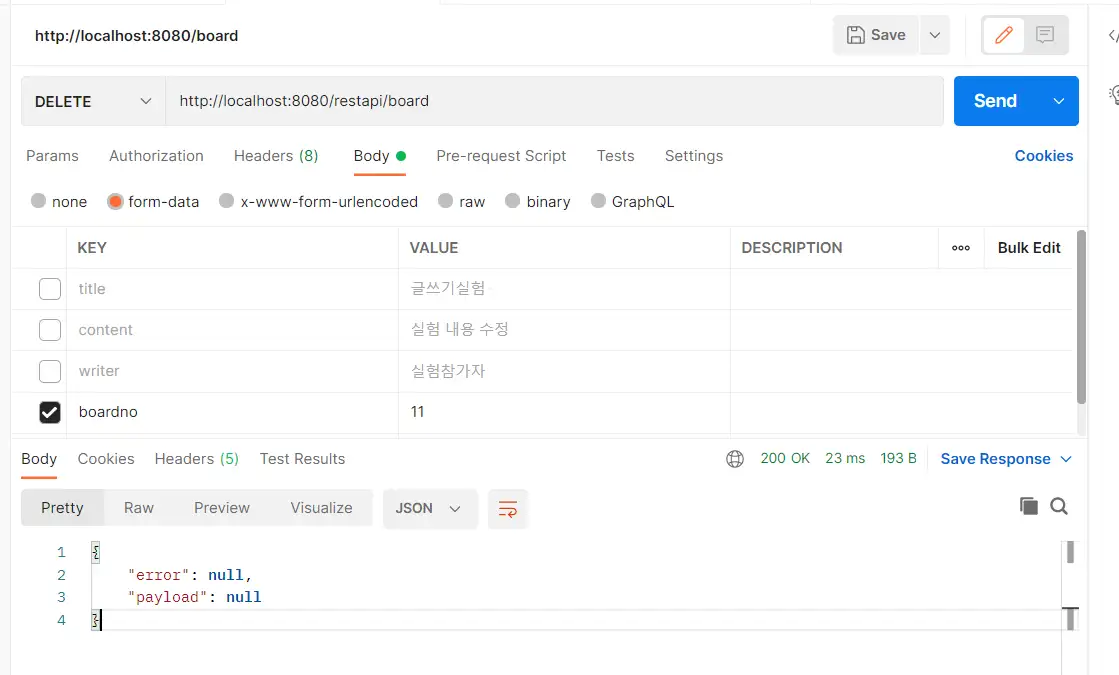 http://localhost:8080/board Save
DELETE http://localhost:8080/restapi/board Send
Params Authorization Headers (8) Body Pre-request Script Tests Settings Cookies
none form-data x-www-form-urlencoded raw binary GraphQL
KEY VALUE DESCRIPTION ooo Bulk Edit
title 글쓰기실험
content 실험 내용 수정
writer 실험참가자
boardno 11
Body Cookies Headers (5) Test Results 200 OK 23 ms 193 B Save Response
Pretty Raw Preview Visualize JSON
1 {
2 "error": null,
3 "payload": null
4 }